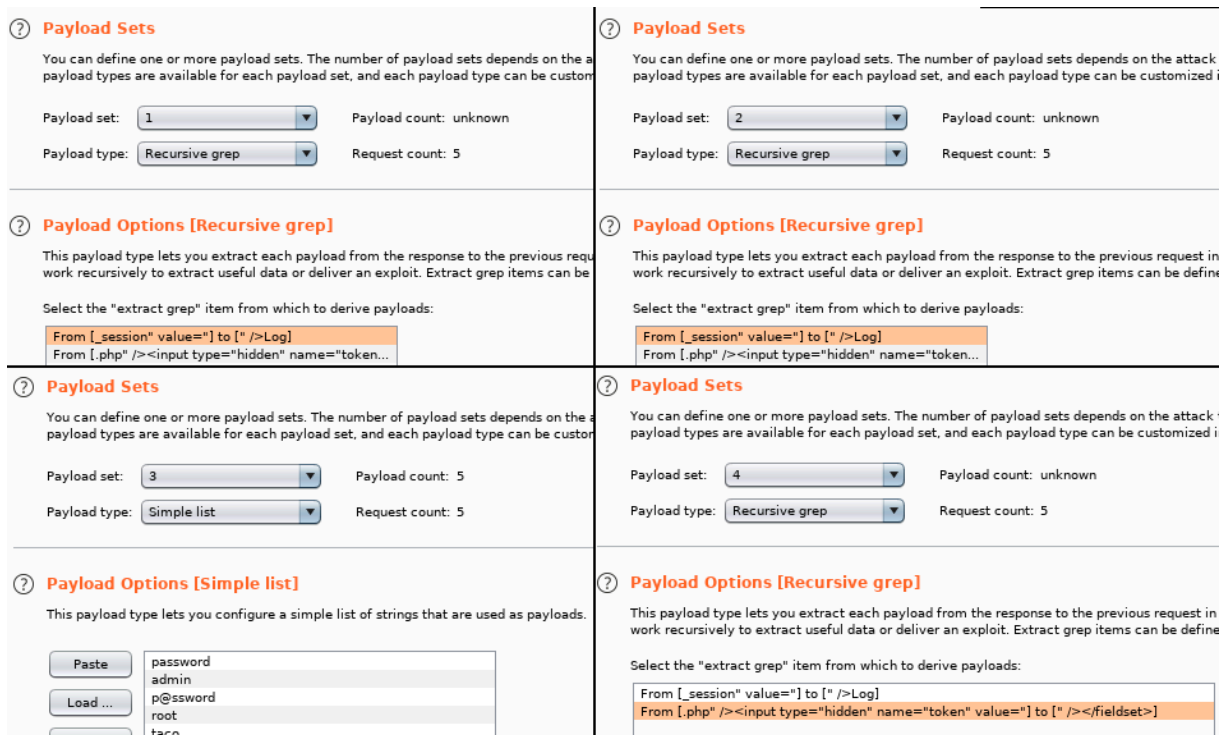 Payload Sets
You can define one or more payload sets. The number of payload sets depends on the a
payload types are available for each payload set, and each payload type can be custom
Payload set: 1 Payload count: unknown
Payload type: Recursive grep Request count: 5
Payload Options [Recursive grep]
This payload type lets you extract each payload from the response to the previous requ
work recursively to extract useful data or deliver an exploit. Extract grep items can be
Select the "extract grep" item from which to derive payloads:
From [_session" value="] to [" />Log]
From [.php" /><input type="hidden" name="token...
Payload Sets
You can define one or more payload sets. The number of payload sets depends on the attack
payload types are available for each payload set, and each payload type can be customized i
Payload set: 2 Payload count: unknown
Payload type: Recursive grep Request count: 5
Payload Options [Recursive grep]
This payload type lets you extract each payload from the response to the previous request in
work recursively to extract useful data or deliver an exploit. Extract grep items can be define
Select the "extract grep" item from which to derive payloads:
From [_session" value="] to [" />Log]
From [.php" /><input type="hidden" name="token...
Payload Sets
You can define one or more payload sets. The number of payload sets depends on the a
payload types are available for each payload set, and each payload type can be custor
Payload set: 3 Payload count: 5
Payload type: Simple list Request count: 5
Payload Options [Simple list]
This payload type lets you configure a simple list of strings that are used as payloads.
Paste
Load ...
password
admin
p@ssword
root
taco
Payload Sets
You can define one or more payload sets. The number of payload sets depends on the attack
payload types are available for each payload set, and each payload type can be customized i
Payload set: 4 Payload count: unknown
Payload type: Recursive grep Request count: 5
Payload Options [Recursive grep]
This payload type lets you extract each payload from the response to the previous request in
work recursively to extract useful data or deliver an exploit. Extract grep items can be define
Select the "extract grep" item from which to derive payloads:
From [_session" value="] to [" />Log]
From [.php" /><input type="hidden" name="token" value="] to [" /></fieldset>]